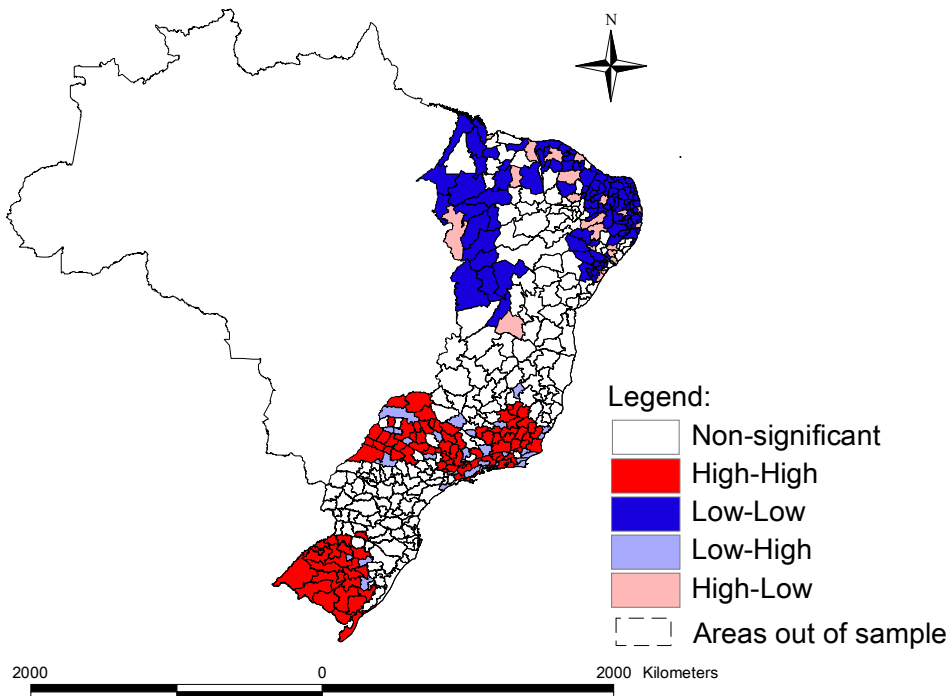 N
Legend:
Non-significant
High-High
Low-Low
Low-High
High-Low
Areas out of sample
2000 0 2000 Kilometers